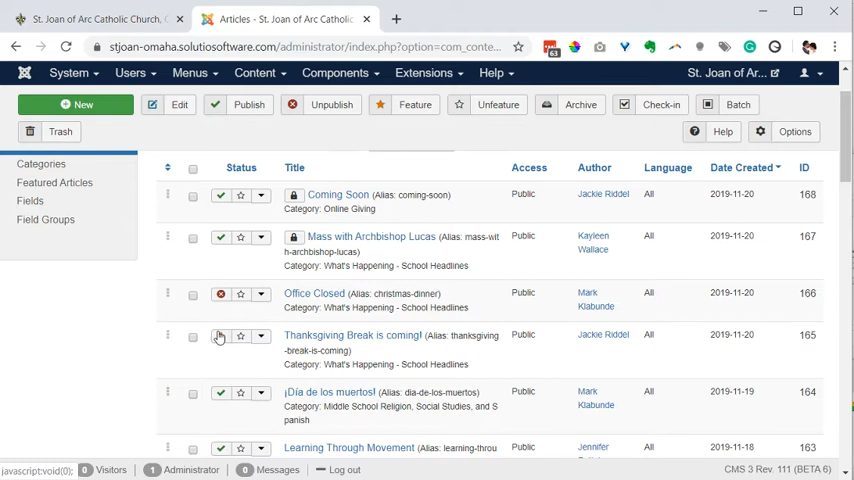 St. Joan of Arc Catholic Church, C
Articles - St. Joan of Arc Catholic
stjoan-omaha.solutiosoftware.com/administrator/index.php?option=com_conte...
63
System Users Menus Content Components Extensions Help St. Joan of Ar...
New Edit Publish Unpublish Feature Unfeature Archive Check-in Batch
Trash Help Options
Categories
Featured Articles
Fields
Field Groups
Status Title Access Author Language Date Created ID
Coming Soon (Alias: coming-soon) Public Jackie Riddel All 2019-11-20 168
Category: Online Giving
Mass with Archbishop Lucas (Alias: mass-wit Public Kayleen All 2019-11-20 167
h-archbishop-lucas) Wallace
Category: What's Happening - School Headlines
Office Closed (Alias: christmas-dinner) Public Mark All 2019-11-20 166
Category: What's Happening - School Headlines Klabunde
Thanksgiving Break is coming! (Alias: thanksgiving Public Jackie Riddel All 2019-11-20 165
-break-is-coming)
Category: What's Happening - School Headlines
¡Día de los muertos! (Alias: dia-de-los-muertos) Public Mark All 2019-11-19 164
Category: Middle School Religion, Social Studies, and S Klabunde
panish
Learning Through Movement (Alias: learning-throu Public Jennifer All 2019-11-18 163
javascript:void(0); 0 Visitors 1 Administrator 0 Messages Log out CMS 3 Rev. 111 (BETA 6)